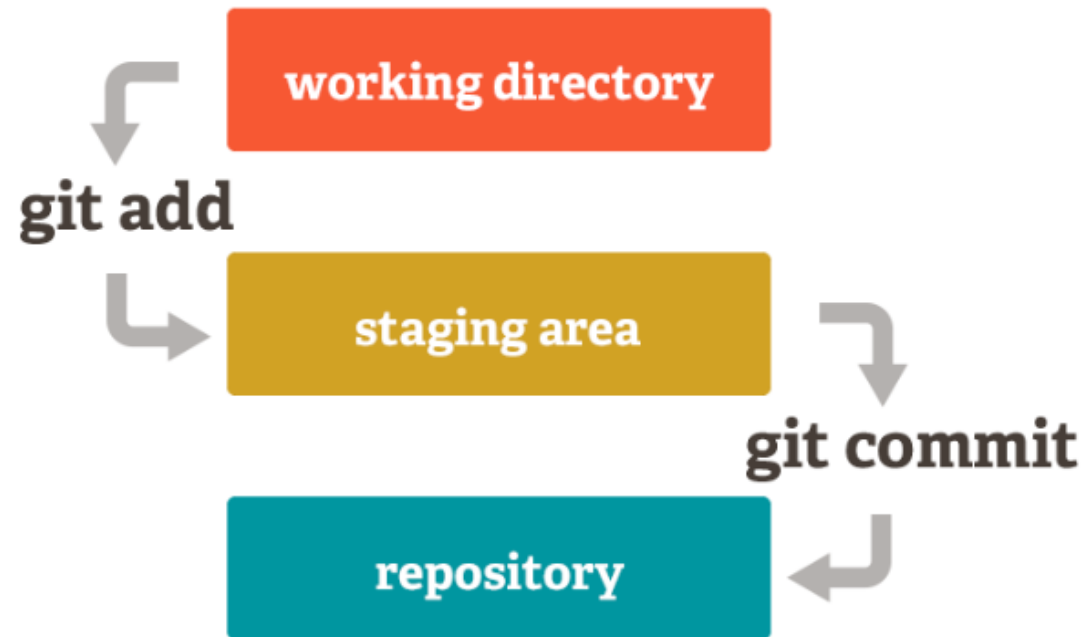 working directory
git add
staging area
git commit
repository